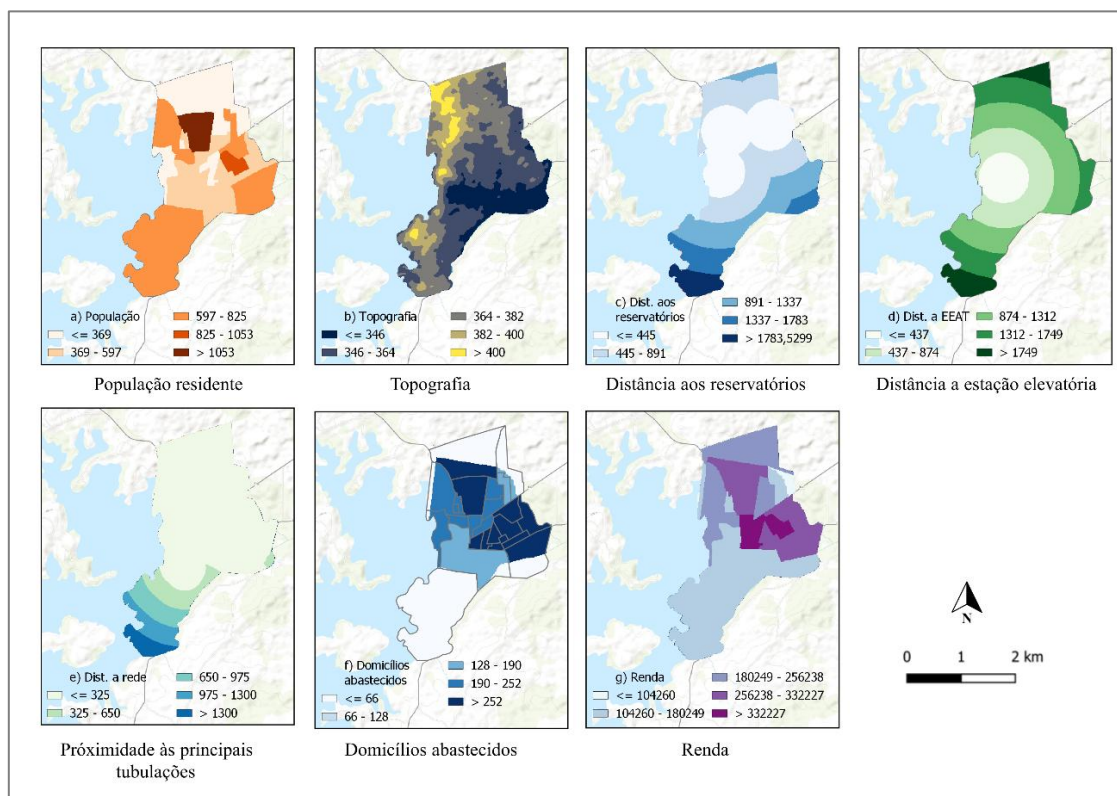 a) População
<= 369
369 - 597
597 - 825
825 - 1053
> 1053
População residente
b) Topografia
<= 346
346 - 364
364 - 382
382 - 400
> 400
Topografia
c) Dist. aos
reservatórios
<= 445
445 - 891
891 - 1337
1337 - 1783
> 1783,5299
Distância aos reservatórios
d) Dist. a EEAT
<= 437
437 - 874
874 - 1312
1312 - 1749
> 1749
Distância a estação elevatória
e) Dist. a rede
<= 325
325 - 650
650 - 975
975 - 1300
> 1300
Próximidade às principais
tubulações
f) Domicílios
abastecidos
<= 66
66 - 128
128 - 190
190 - 252
> 252
Domicílios abastecidos
g) Renda
<= 104260
104260 - 180249
180249 - 256238
256238 - 332227
> 332227
Renda
N
0 1 2 km